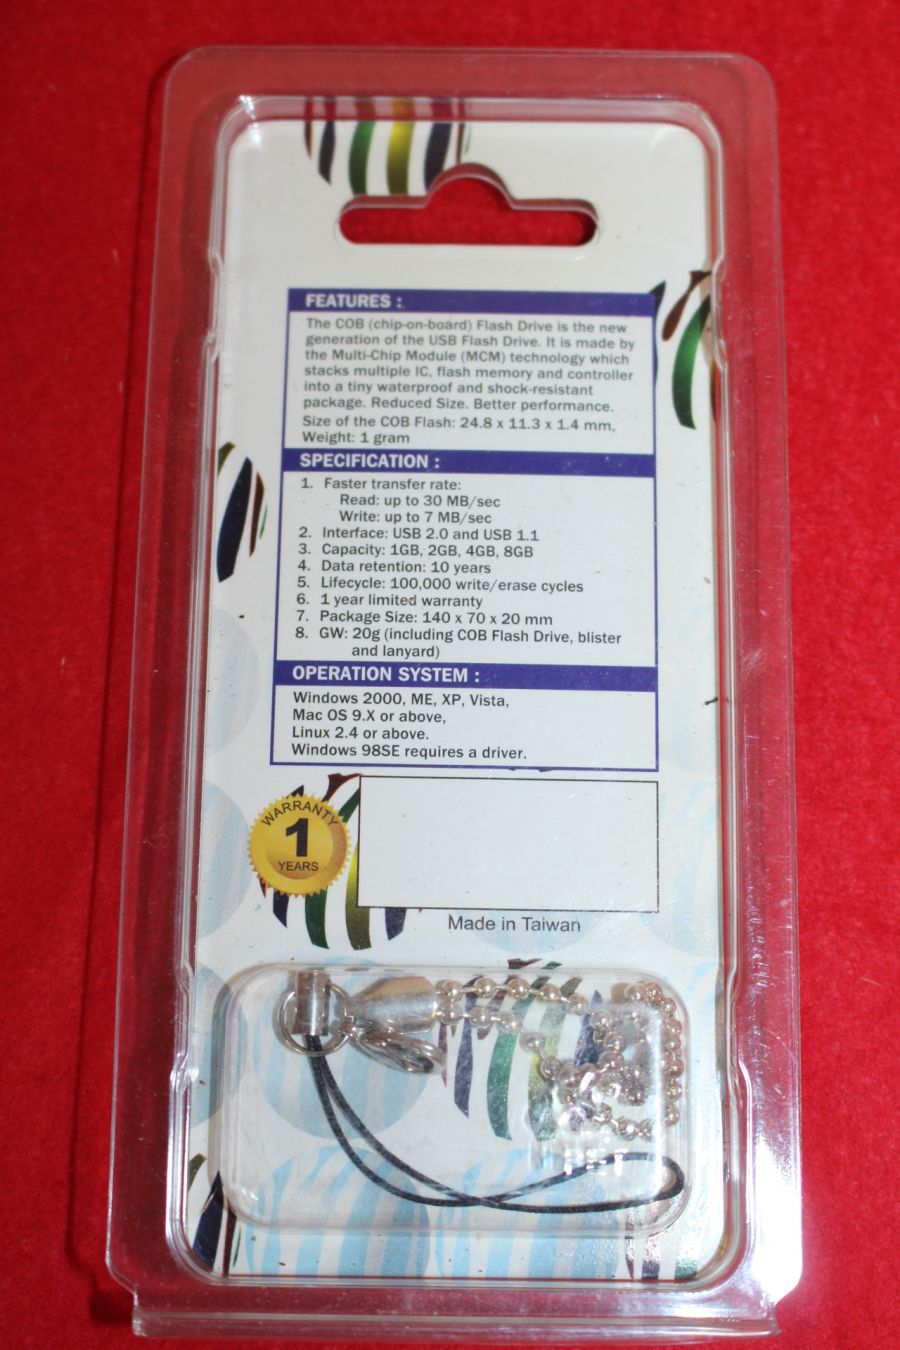 FEATURES :
The COB (chip-on-board) Flash Drive is the new
generation of the USB Flash Drive. It is made by
the Multi-Chip Module (MCM) technology which
stacks multiple IC, flash memory and controller
into a tiny waterproof and shock-resistant
package. Reduced Size. Better performance.
Size of the COB Flash: 24.8 x 11.3 x 1.4 mm,
Weight: 1 gram
SPECIFICATION :
1. Faster transfer rate:
Read: up to 30 MB/sec
Write: up to 7 MB/sec
2. Interface: USB 2.0 and USB 1.1
3. Capacity: 1GB, 2GB, 4GB, 8GB
4. Data retention: 10 years
5. Lifecycle: 100,000 write/erase cycles
6. 1 year limited warranty
7. Package Size: 140 x 70 x 20 mm
8. GW: 20g (including COB Flash Drive, blister
and lanyard)
OPERATION SYSTEM :
Windows 2000, ME, XP, Vista,
Mac OS 9.X or above,
Linux 2.4 or above.
Windows 98SE requires a driver.
WARRANTY
1
YEARS
Made in Taiwan